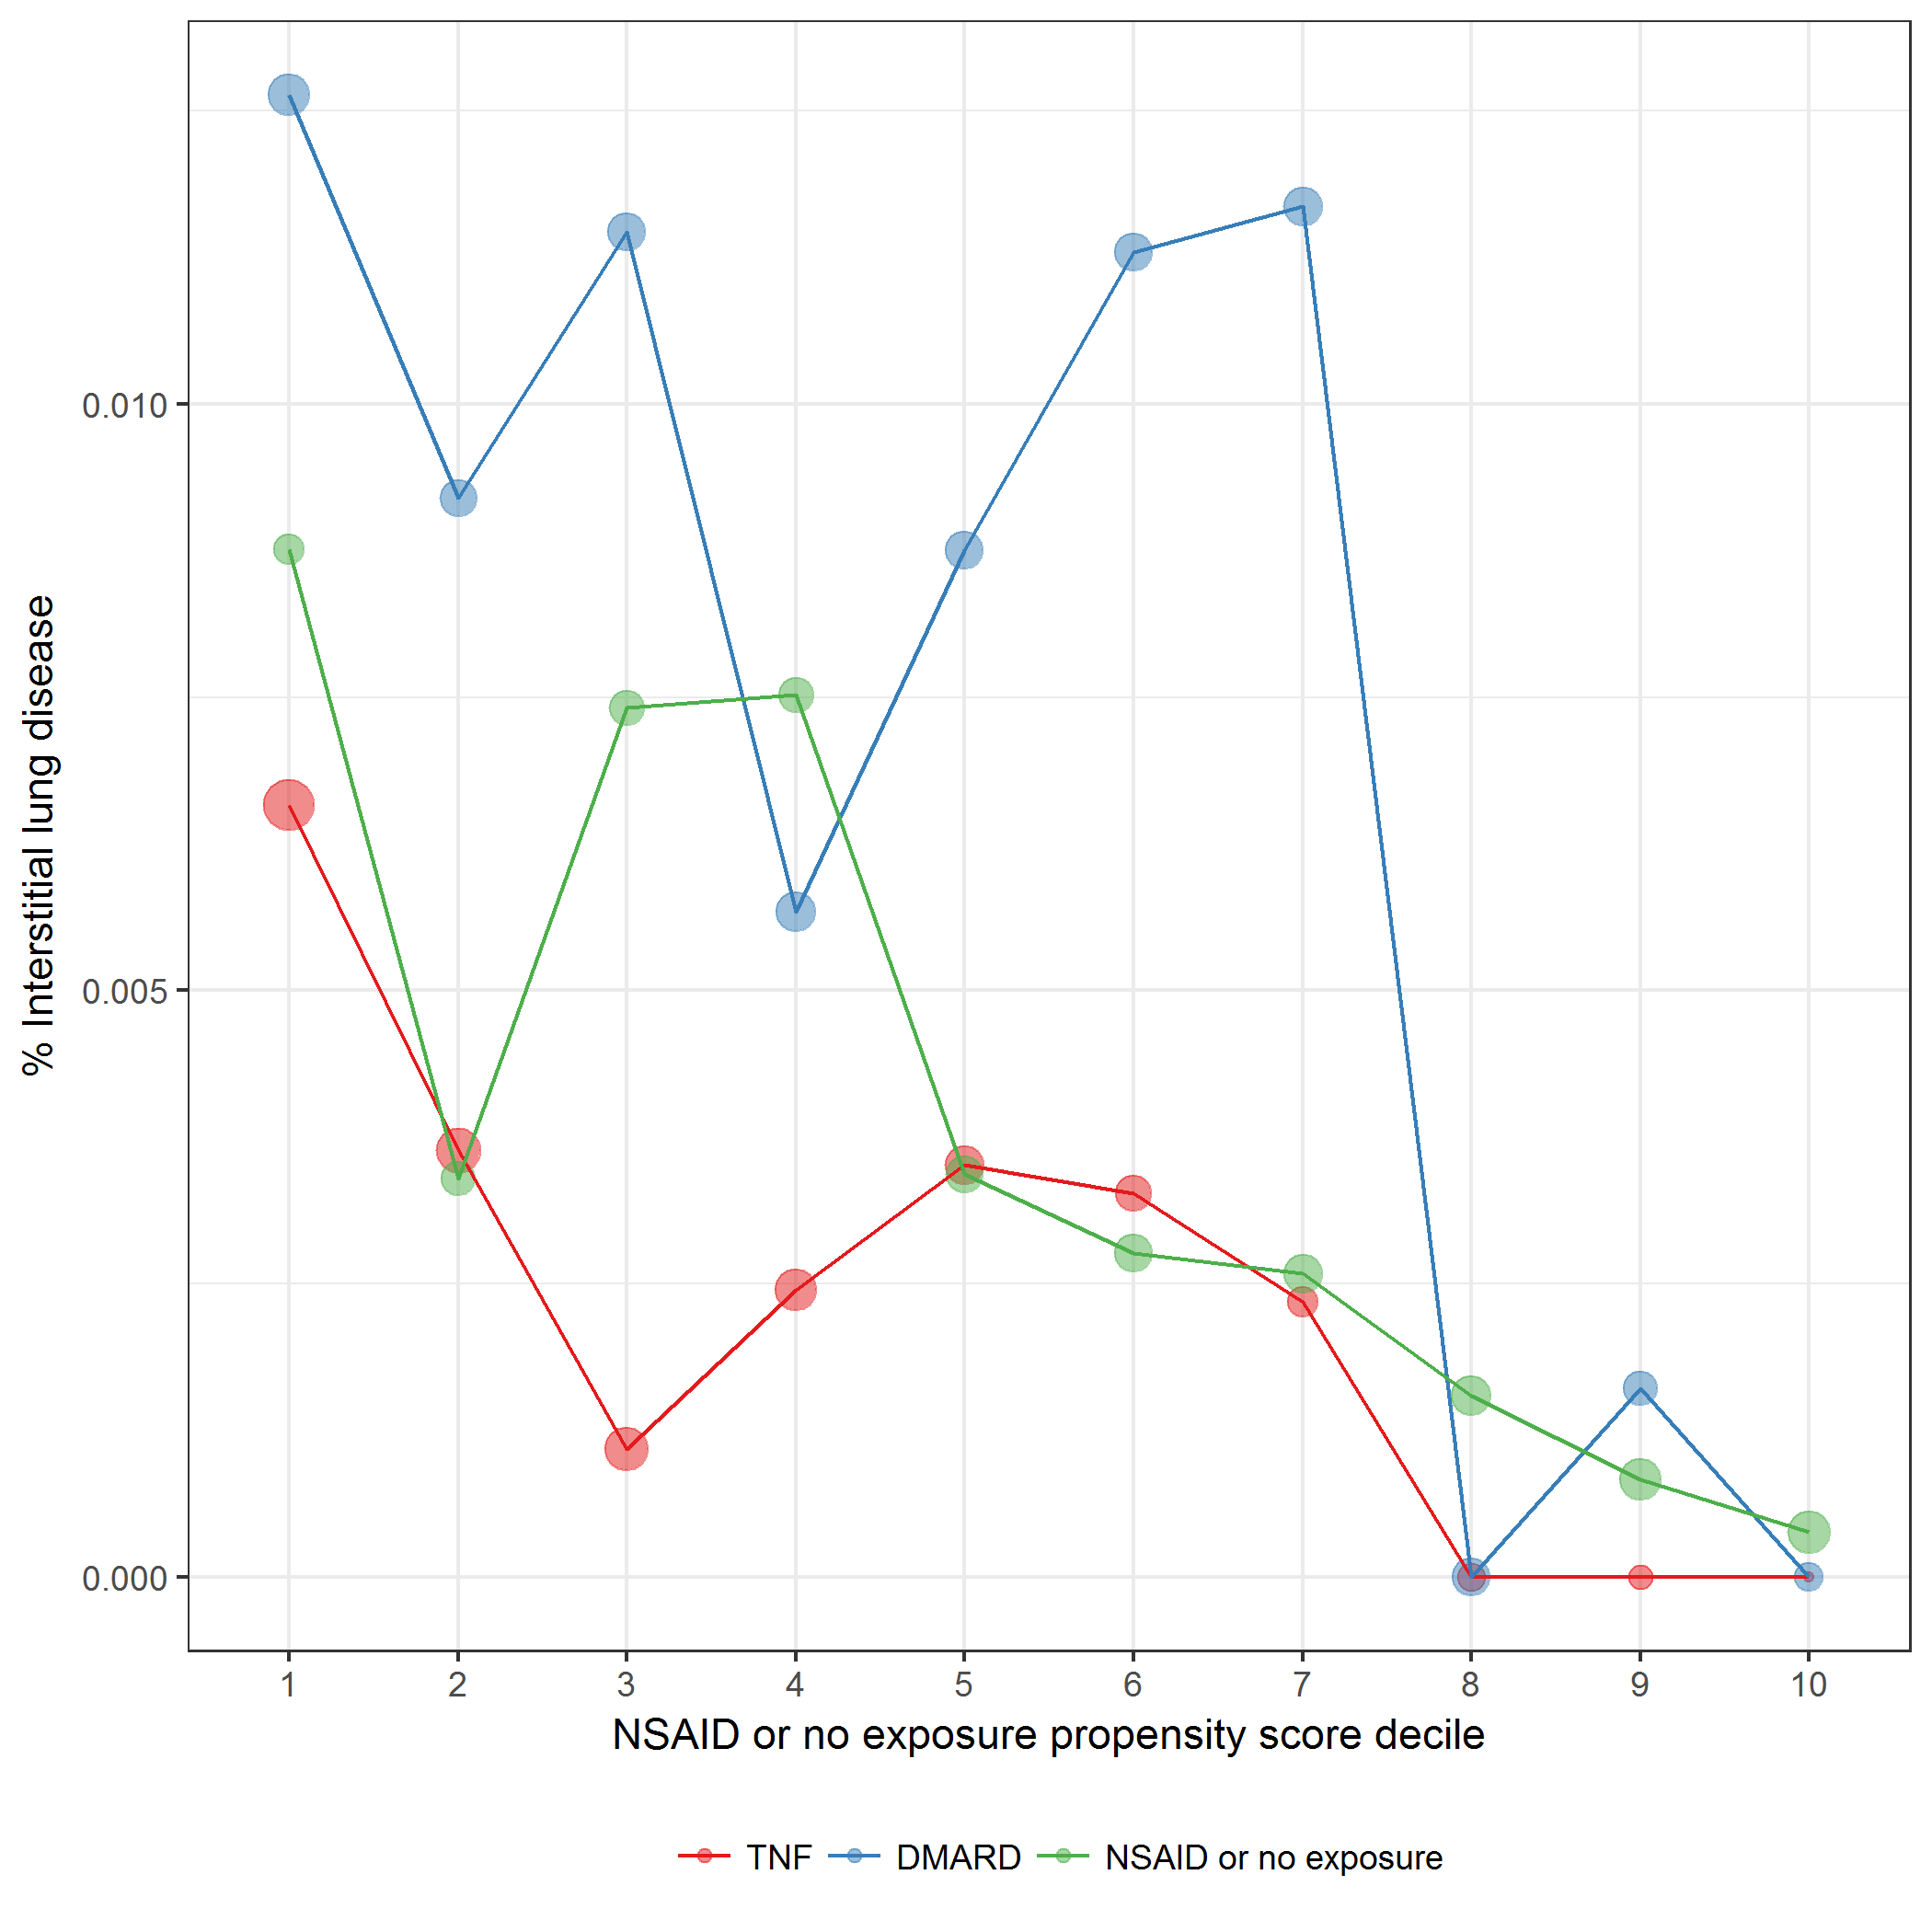 % Interstitial lung disease
0.010
0.005
0.000
1 2 3 4 5 6 7 8 9 10
NSAID or no exposure propensity score decile
TNF DMARD NSAID or no exposure